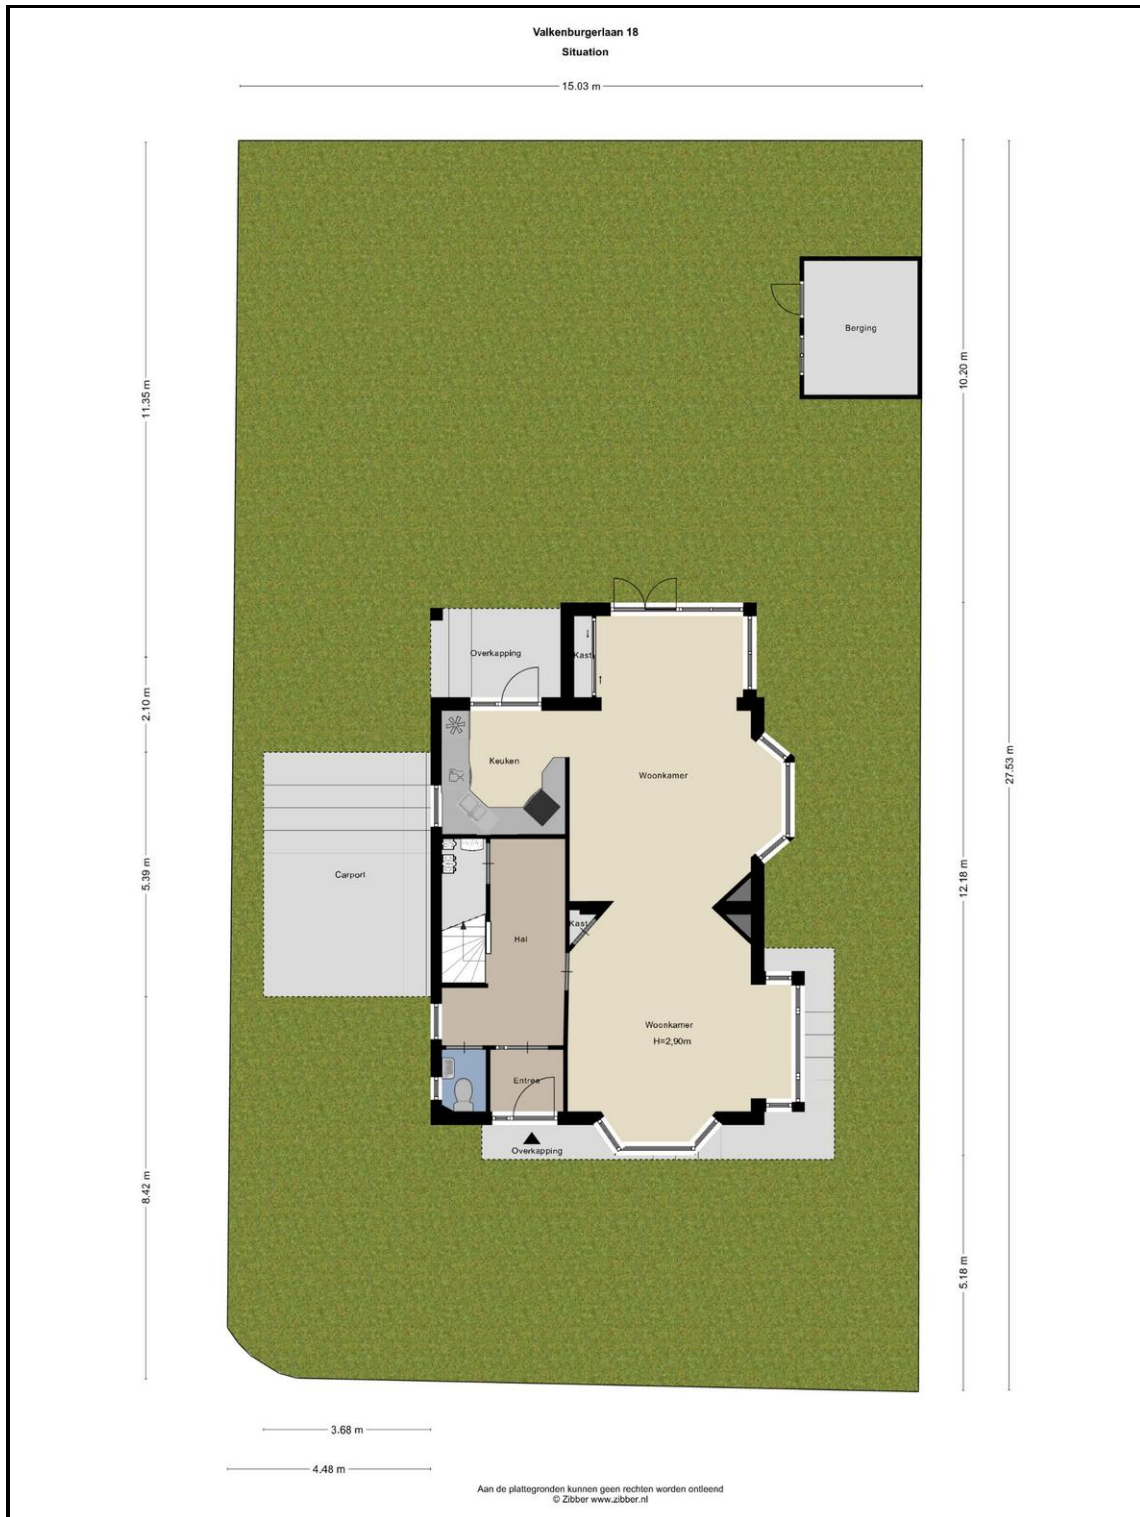 Valkenburgerlaan 18
Situation
15.03 m
Berging
10.20 m
11.35 m
Overkapping
Kast
2.10 m
Keuken
Woonkamer
27.53 m
Carport
5.39 m
12.18 m
Kast
Hal
Woonkamer
H=2,90m
Entree
Overkapping
8.42 m
5.18 m
3.68 m
4.48 m
Aan de plattegronden kunnen geen rechten worden ontleend
© Zibber www.zibber.nl